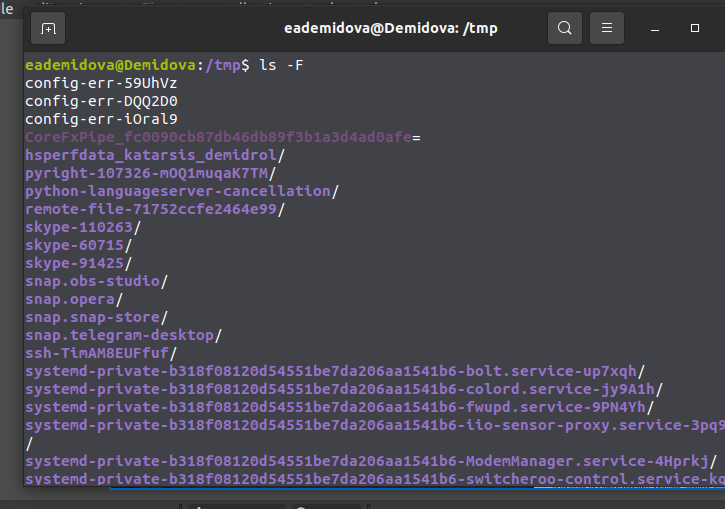 le
eademidova@Demidova: /tmp
eademidova@Demidova:/tmp$ ls -F
config-err-59UhVz
config-err-DQQ2D0
config-err-iOral9
CoreFxPipe_fc0090cb87db46db89f3b1a3d4ad0afe=
hsperfdata_katarsis_demidrol/
pyright-107326-mOQ1muqaK7TM/
python-languageserver-cancellation/
remote-file-71752ccfe2464e99/
skype-110263/
skype-60715/
skype-91425/
snap.obs-studio/
snap.opera/
snap.snap-store/
snap.telegram-desktop/
ssh-TimAM8EUFfuf/
systemd-private-b318f08120d54551be7da206aa1541b6-bolt.service-up7xqh/
systemd-private-b318f08120d54551be7da206aa1541b6-colord.service-jy9A1h/
systemd-private-b318f08120d54551be7da206aa1541b6-fwupd.service-9PN4Yh/
systemd-private-b318f08120d54551be7da206aa1541b6-iio-sensor-proxy.service-3pq9
/
systemd-private-b318f08120d54551be7da206aa1541b6-ModemManager.service-4Hprkj/
systemd-private-b318f08120d54551be7da206aa1541b6-switcheroo-control.service-kq